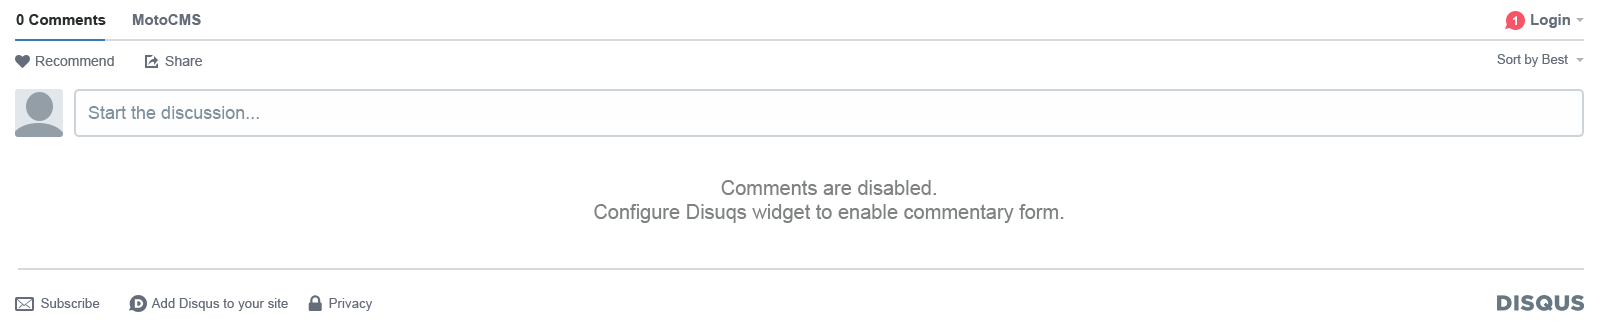 0 Comments MotoCMS 1 Login
Recommend Share Sort by Best
Start the discussion...
Comments are disabled.
Configure Disuqs widget to enable commentary form.
Subscribe D Add Disqus to your site Privacy DISQUS